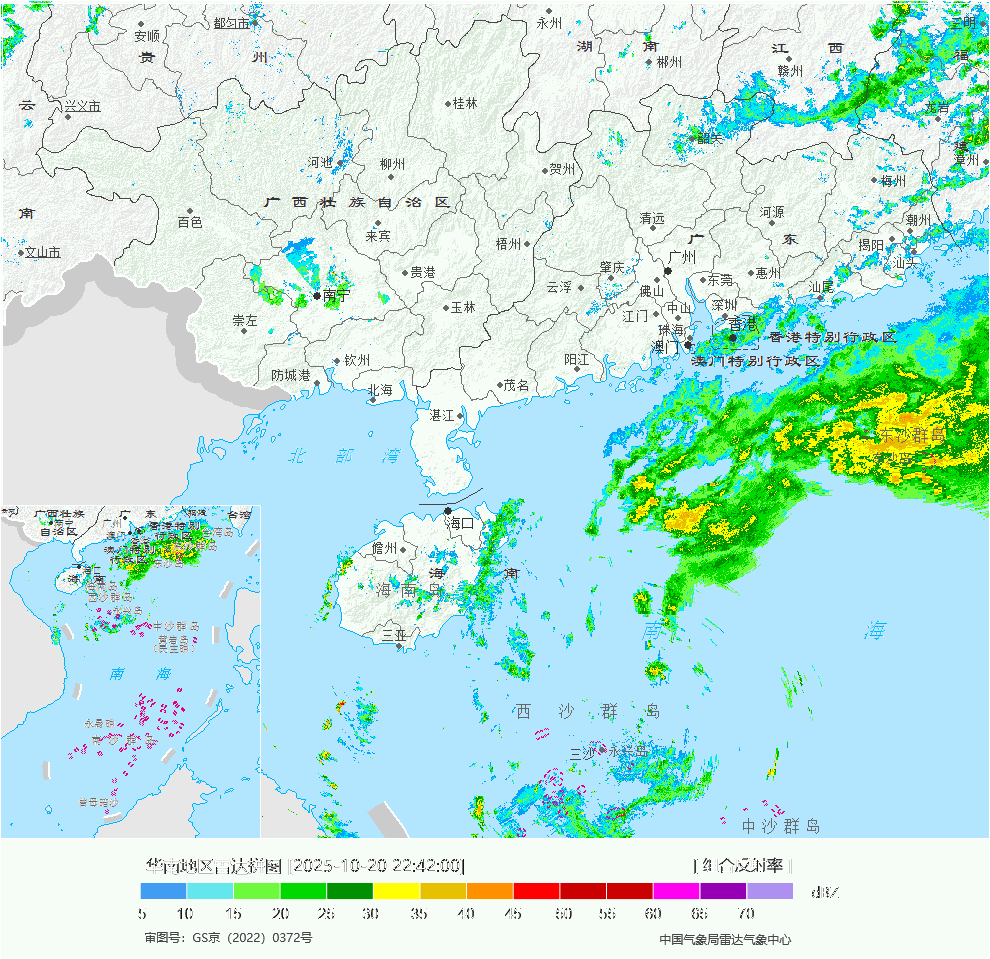 永州
都匀市
安顺
贵 州
湖 南
江 西
郴州
赣州
三明
福
云
兴义市
桂林
龙岩
韶关
漳州
河池
柳州
贺州
梅州
广西壮族自治区
南
百色
来宾
梧州
清远
河源
潮州
揭阳
汕头
广 东
文山市
广州
贵港
肇庆
云浮
佛山
东莞
惠州
汕尾
南宁
崇左
玉林
江门
中山
深圳
珠海
香港
澳门
香港特别行政区
澳门特别行政区
钦州
防城港
北海
茂名
阳江
湛江
东沙群岛
北 部 湾
海口
儋州
海 南
海南岛
三亚
南 海
西 沙 群 岛
三沙
永兴岛
中沙群岛
广西壮族
自治区
广 东
台湾
广州
香港特别
行政区
澳门特别
行政区
海口
海 南
中沙群岛
黄岩岛
南 海
永暑礁
南沙群岛
曾母暗沙
华南地区雷达拼图 [2025-10-20 22:42:00]
[ 组合反射率 ]
dBZ
5 10 15 20 25 30 35 40 45 50 55 60 65 70
审图号：GS京（2022）0372号
中国气象局雷达气象中心